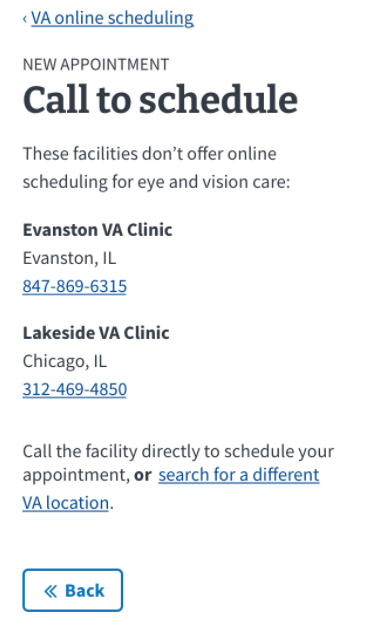 ‹ VA online scheduling
NEW APPOINTMENT
Call to schedule
These facilities don’t offer online
scheduling for eye and vision care:
Evanston VA Clinic
Evanston, IL
847-869-6315
Lakeside VA Clinic
Chicago, IL
312-469-4850
Call the facility directly to schedule your
appointment, or search for a different
VA location.
« Back